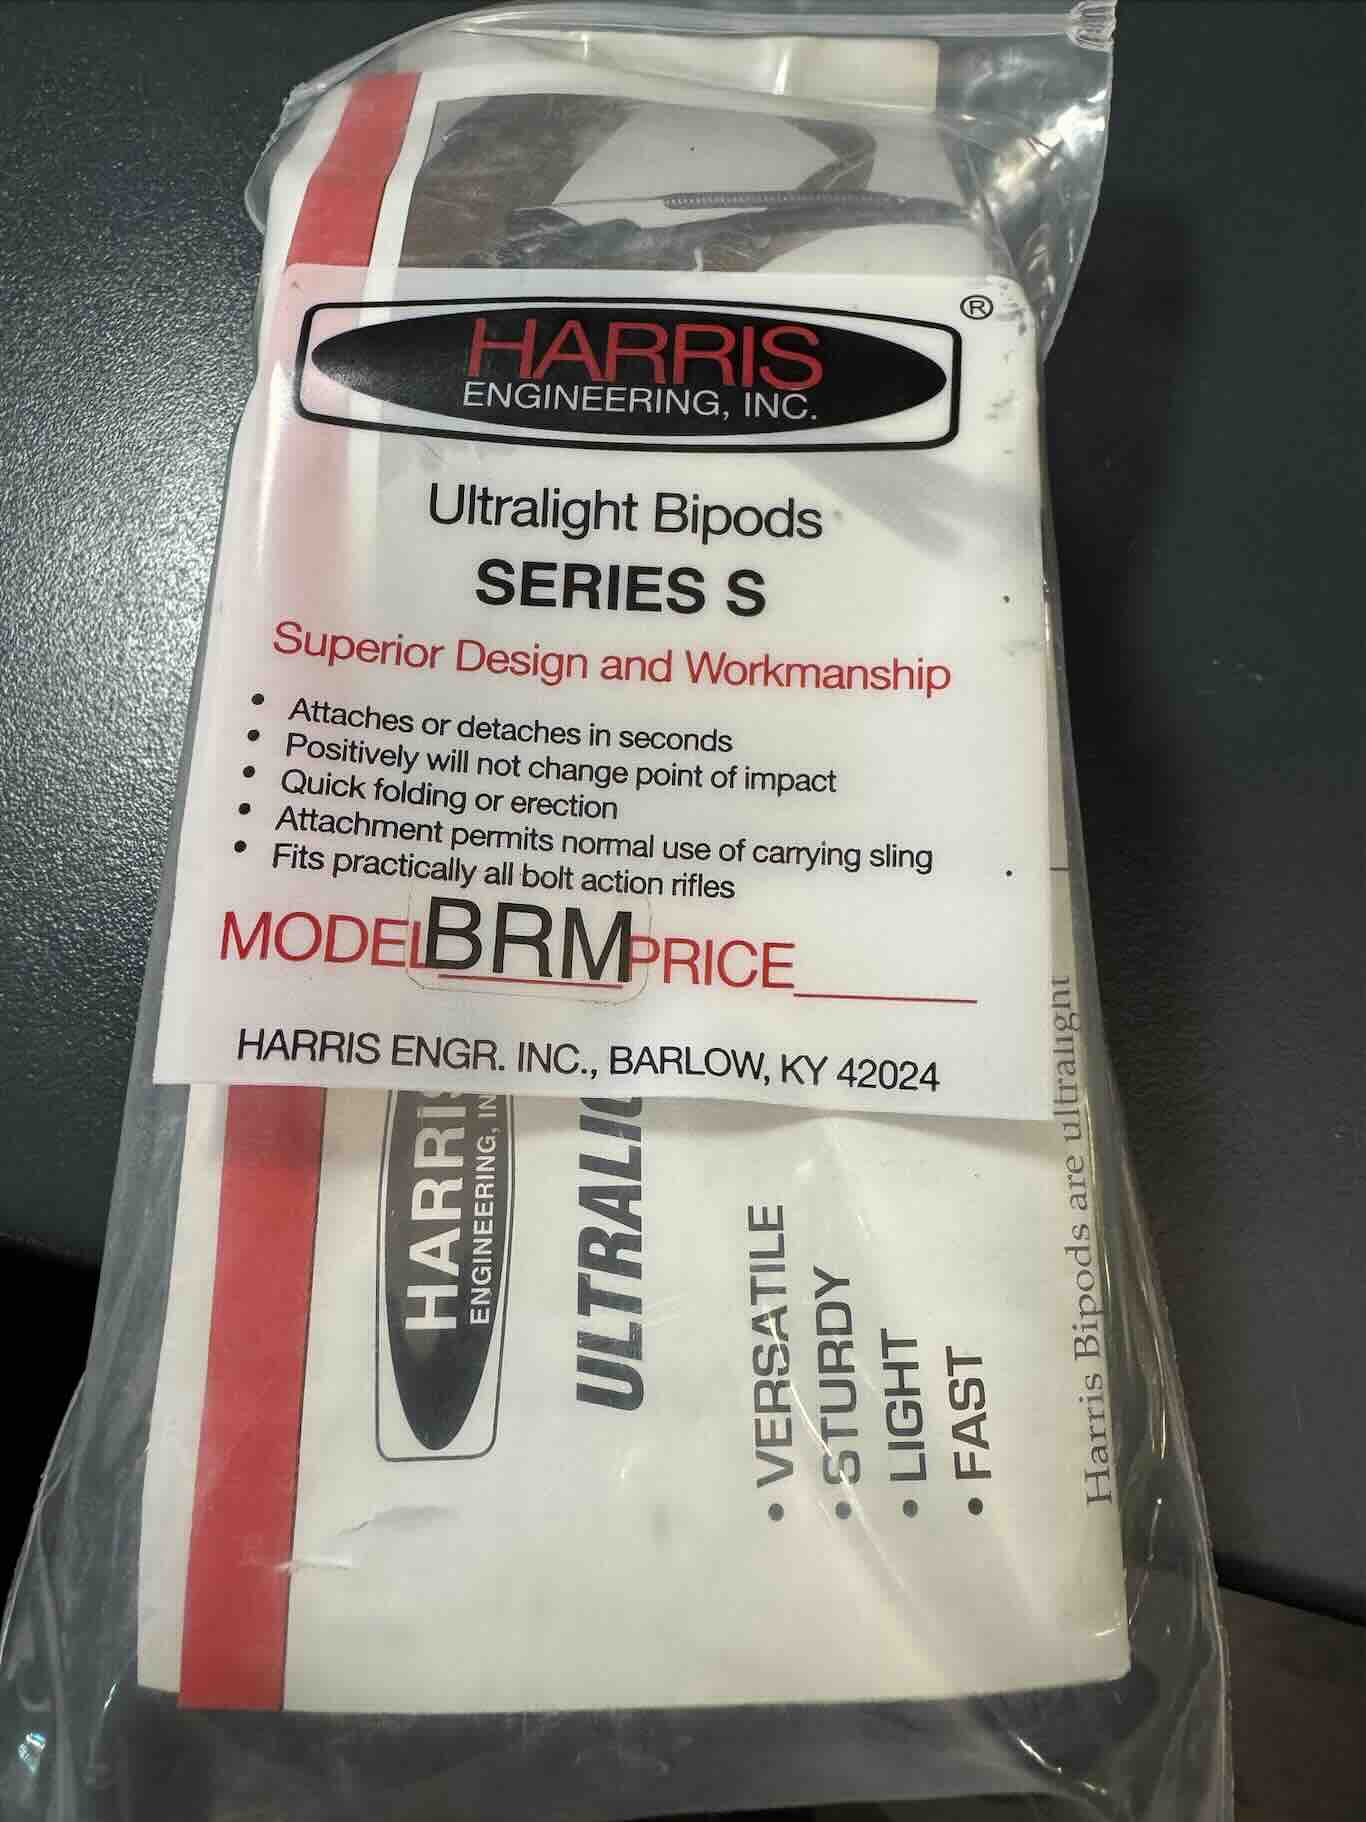 HARRIS ®
ENGINEERING, INC.
Ultralight Bipods
SERIES S
Superior Design and Workmanship
• Attaches or detaches in seconds
• Positively will not change point of impact
• Quick folding or erection
• Attachment permits normal use of carrying sling
• Fits practically all bolt action rifles
MODEL BRM PRICE
HARRIS ENGR. INC., BARLOW, KY 42024
HARRIS
ENGINEERING, IN
ULTRALIG
• VERSATILE
• STURDY
• LIGHT
• FAST
Harris Bipods are ultralight